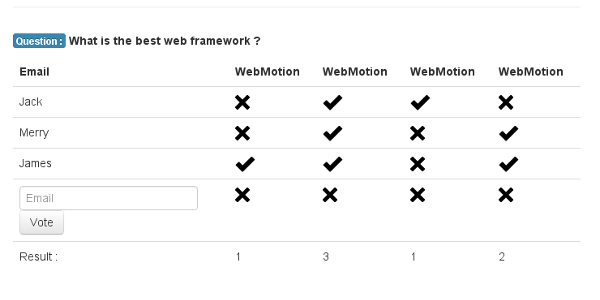 Question: What is the best web framework ?
Email WebMotion WebMotion WebMotion WebMotion
Jack
Merry
James
Email
Vote
Result : 1 3 1 2